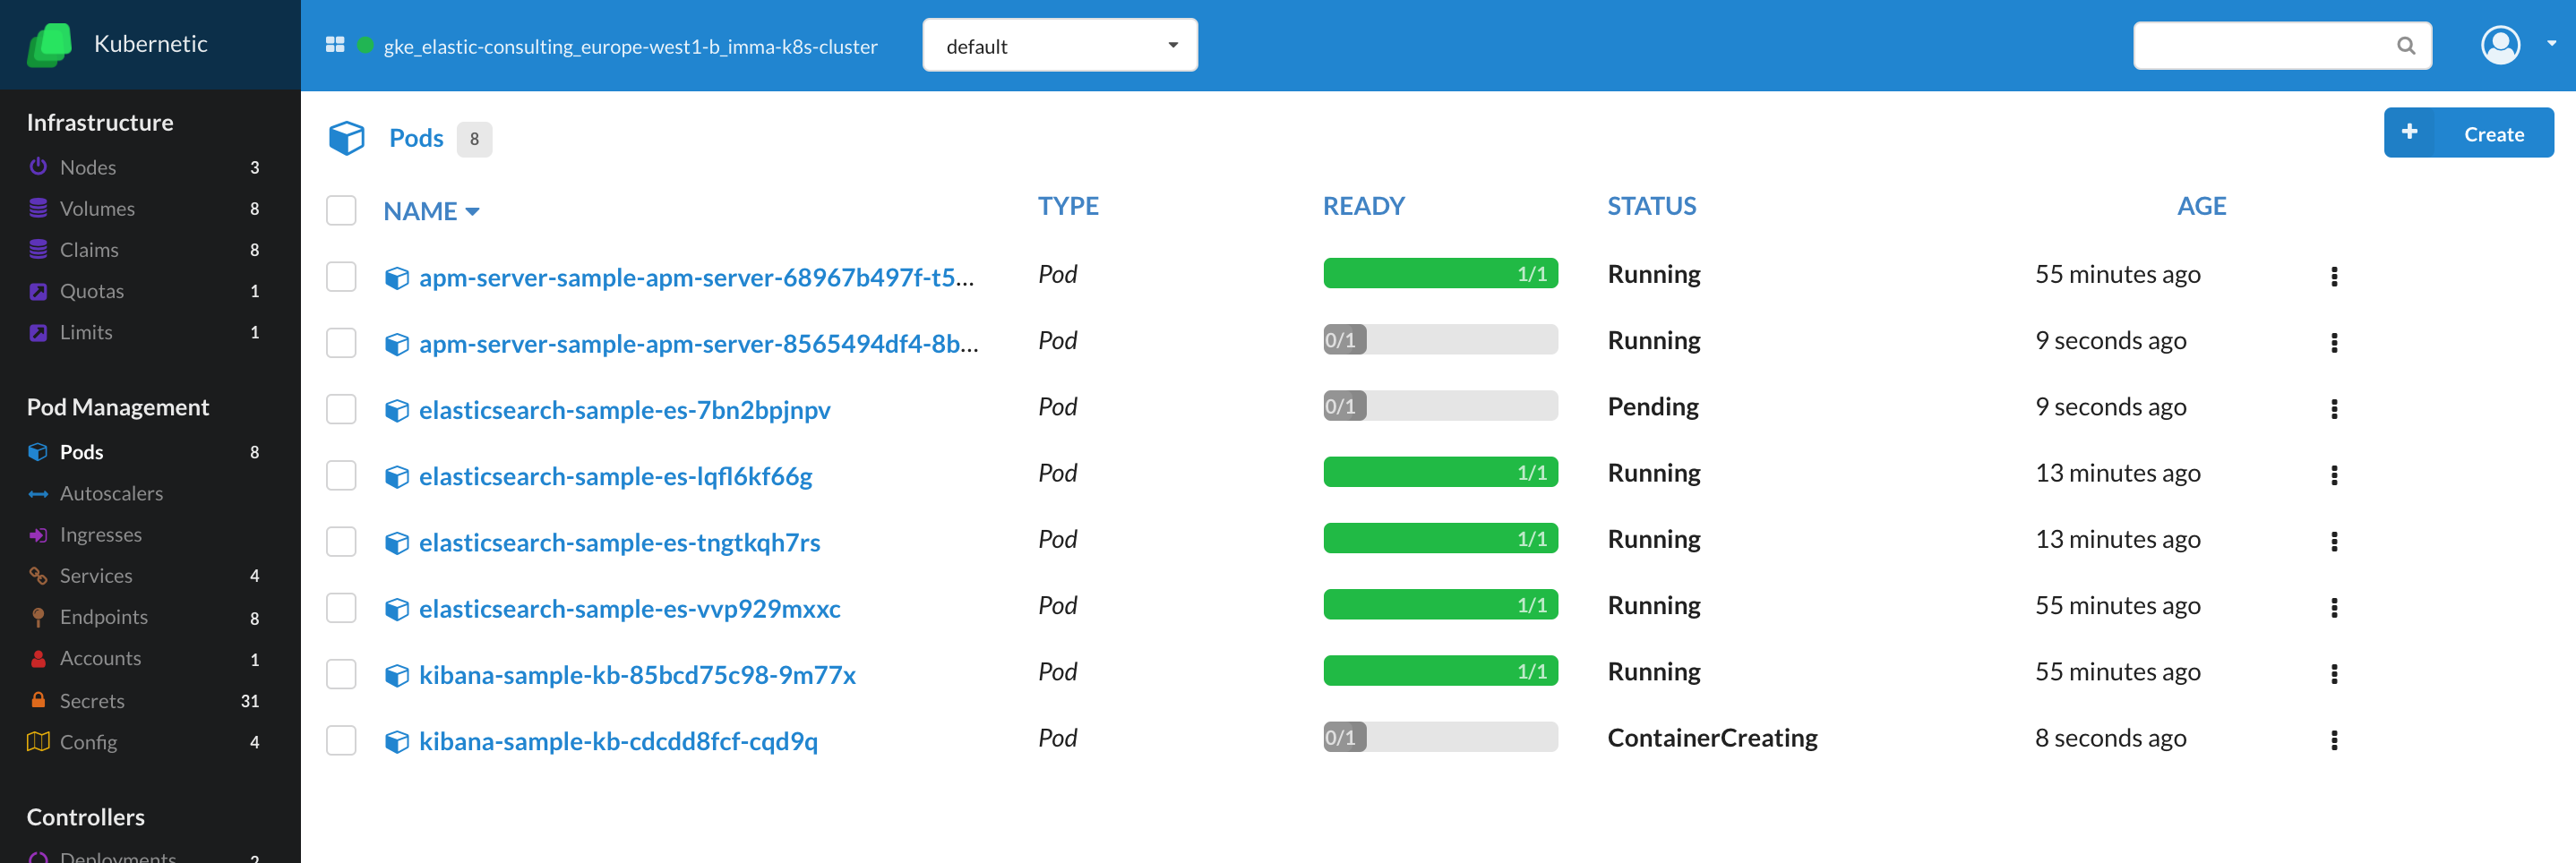 Kubernetic
gke_elastic-consulting_europe-west1-b_imma-k8s-cluster
default
Infrastructure
Nodes 3
Volumes 8
Claims 8
Quotas 1
Limits 1
Pod Management
Pods 8
Autoscalers
Ingresses
Services 4
Endpoints 8
Accounts 1
Secrets 31
Config 4
Controllers
Deployments 2
Pods 8
+ Create
NAME TYPE READY STATUS AGE
apm-server-sample-apm-server-68967b497f-t5... Pod 1/1 Running 55 minutes ago
apm-server-sample-apm-server-8565494df4-8b... Pod 0/1 Running 9 seconds ago
elasticsearch-sample-es-7bn2bpjnpv Pod 0/1 Pending 9 seconds ago
elasticsearch-sample-es-lqfl6kf66g Pod 1/1 Running 13 minutes ago
elasticsearch-sample-es-tngtkqh7rs Pod 1/1 Running 13 minutes ago
elasticsearch-sample-es-vvp929mxxc Pod 1/1 Running 55 minutes ago
kibana-sample-kb-85bcd75c98-9m77x Pod 1/1 Running 55 minutes ago
kibana-sample-kb-cdcdd8fcf-cqd9q Pod 0/1 ContainerCreating 8 seconds ago